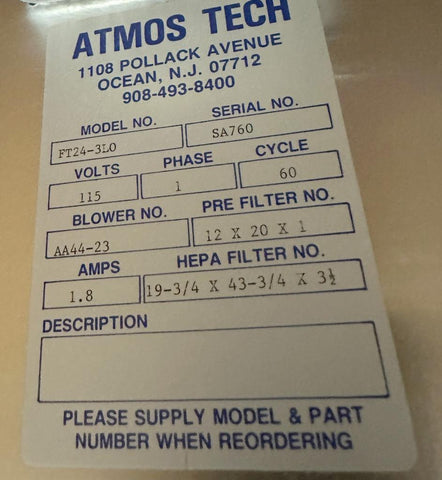 ATMOS TECH
1108 POLLACK AVENUE
OCEAN, N.J. 07712
908-493-8400
MODEL NO. SERIAL NO.
FT24-3LO SA760
VOLTS PHASE CYCLE
115 1 60
BLOWER NO. PRE FILTER NO.
AA44-23 12 X 20 X 1
AMPS HEPA FILTER NO.
1.8 19-3/4 X 43-3/4 X 3½
DESCRIPTION
PLEASE SUPPLY MODEL & PART
NUMBER WHEN REORDERING